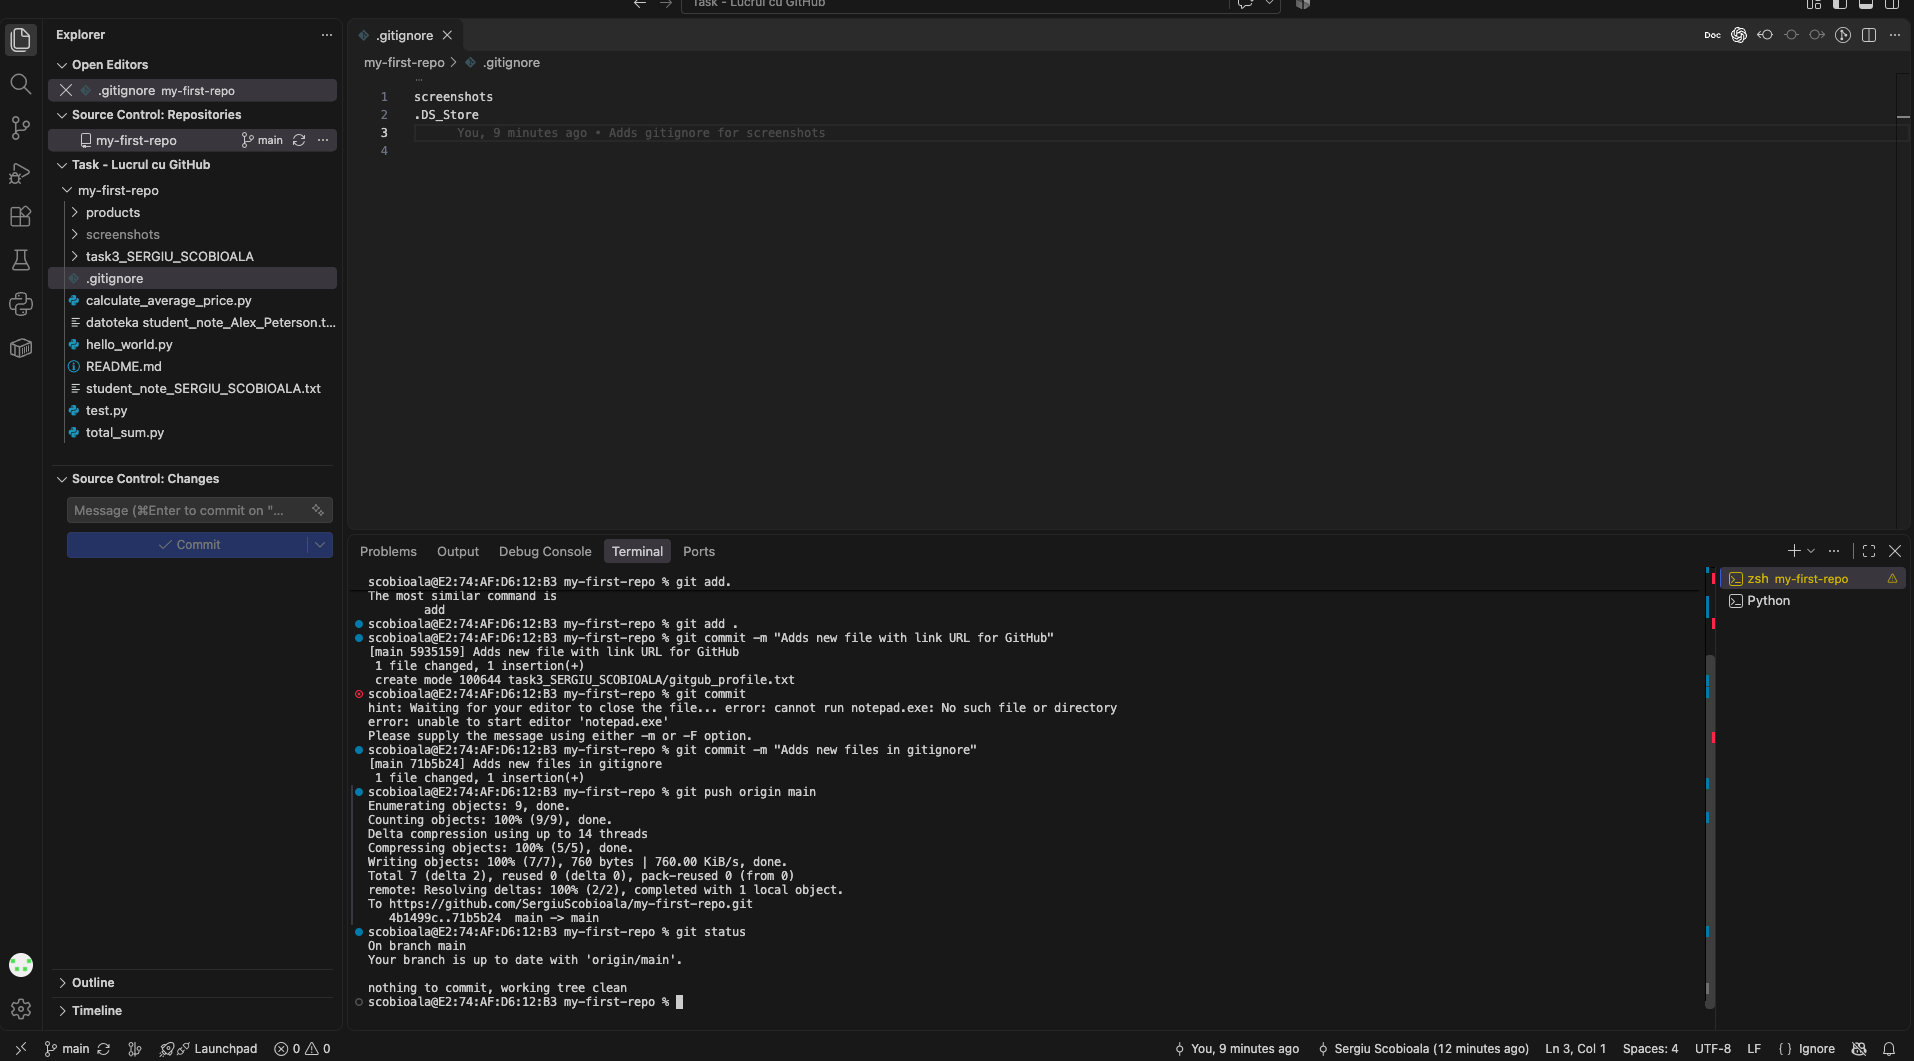 Task - Lucrul cu GitHub
Explorer
Open Editors
.gitignore my-first-repo
Source Control: Repositories
my-first-repo main
Task - Lucrul cu GitHub
my-first-repo
products
screenshots
task3_SERGIU_SCOBIOALA
.gitignore
calculate_average_price.py
datoteka student_note_Alex_Peterson.t...
hello_world.py
README.md
student_note_SERGIU_SCOBIOALA.txt
test.py
total_sum.py
Source Control: Changes
Message (⌘Enter to commit on "...
Commit
Outline
Timeline
.gitignore
Doc
my-first-repo > .gitignore
...
1 screenshots
2 .DS_Store
3 You, 9 minutes ago • Adds gitignore for screenshots
4
Problems Output Debug Console Terminal Ports
scobioala@E2:74:AF:D6:12:B3 my-first-repo % git add.
The most similar command is
add
scobioala@E2:74:AF:D6:12:B3 my-first-repo % git add .
scobioala@E2:74:AF:D6:12:B3 my-first-repo % git commit -m "Adds new file with link URL for GitHub"
[main 5935159] Adds new file with link URL for GitHub
1 file changed, 1 insertion(+)
create mode 100644 task3_SERGIU_SCOBIOALA/gitgub_profile.txt
scobioala@E2:74:AF:D6:12:B3 my-first-repo % git commit
hint: Waiting for your editor to close the file... error: cannot run notepad.exe: No such file or directory
error: unable to start editor 'notepad.exe'
Please supply the message using either -m or -F option.
scobioala@E2:74:AF:D6:12:B3 my-first-repo % git commit -m "Adds new files in gitignore"
[main 71b5b24] Adds new files in gitignore
1 file changed, 1 insertion(+)
scobioala@E2:74:AF:D6:12:B3 my-first-repo % git push origin main
Enumerating objects: 9, done.
Counting objects: 100% (9/9), done.
Delta compression using up to 14 threads
Compressing objects: 100% (5/5), done.
Writing objects: 100% (7/7), 760 bytes | 760.00 KiB/s, done.
Total 7 (delta 2), reused 0 (delta 0), pack-reused 0 (from 0)
remote: Resolving deltas: 100% (2/2), completed with 1 local object.
To https://github.com/SergiuScobioala/my-first-repo.git
4b1499c..71b5b24 main -> main
scobioala@E2:74:AF:D6:12:B3 my-first-repo % git status
On branch main
Your branch is up to date with 'origin/main'.
nothing to commit, working tree clean
scobioala@E2:74:AF:D6:12:B3 my-first-repo %
zsh my-first-repo
Python
main Launchpad 0 0 You, 9 minutes ago Sergiu Scobioala (12 minutes ago) Ln 3, Col 1 Spaces: 4 UTF-8 LF { } Ignore